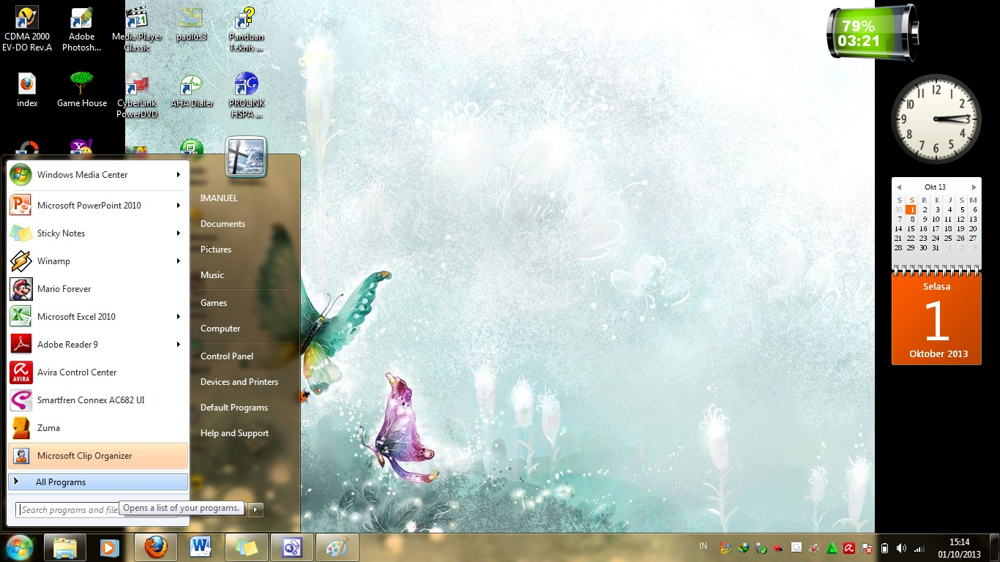 CDMA 2000
EV-DO Rev.A
Adobe
Photosh...
Media Player
Classic
paulus3
Panduan
Teknis ...
index
Game House
CyberLink
PowerDVD
AHA Dialer
PROLiNK
HSPA ...
Windows Media Center
Microsoft PowerPoint 2010
Sticky Notes
Winamp
Mario Forever
Microsoft Excel 2010
Adobe Reader 9
AVIRA
Avira Control Center
Smartfren Connex AC682 UI
Zuma
Microsoft Clip Organizer
All Programs
Search programs and file
Opens a list of your programs.
IMANUEL
Documents
Pictures
Music
Games
Computer
Control Panel
Devices and Printers
Default Programs
Help and Support
79%
03:21
12
1
2
3
4
5
6
7
8
9
10
11
Okt 13
S S R K J S M
30 1 2 3 4 5 6
7 8 9 10 11 12 13
14 15 16 17 18 19 20
21 22 23 24 25 26 27
28 29 30 31 1 2 3
Selasa
1
Oktober 2013
IN
15:14
01/10/2013